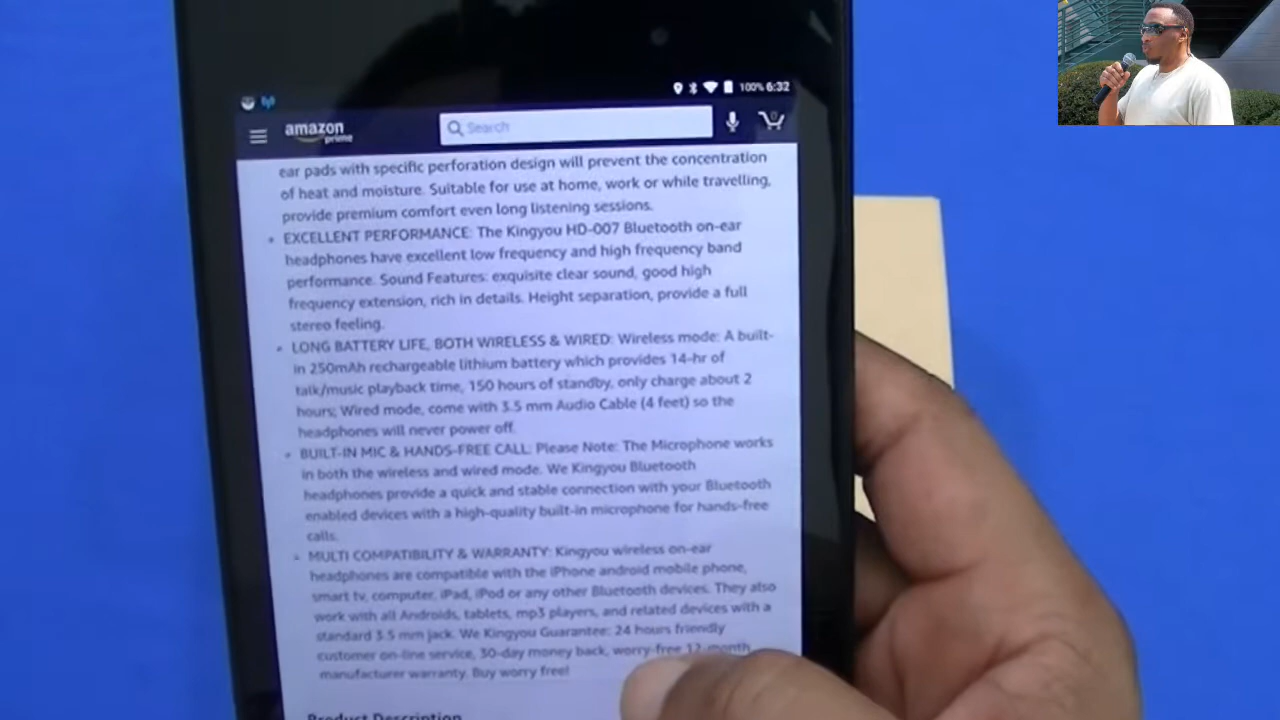 100% 6:32
amazon
prime
Search
0
ear pads with specific perforation design will prevent the concentration
of heat and moisture. Suitable for use at home, work or while travelling,
provide premium comfort even long listening sessions.
EXCELLENT PERFORMANCE: The Kingyou HD-007 Bluetooth on-ear
headphones have excellent low frequency and high frequency band
performance. Sound Features: exquisite clear sound, good high
frequency extension, rich in details. Height separation, provide a full
stereo feeling.
LONG BATTERY LIFE, BOTH WIRELESS & WIRED: Wireless mode: A built-
in 250mAh rechargeable lithium battery which provides 14-hr of
talk/music playback time, 150 hours of standby, only charge about 2
hours; Wired mode, come with 3.5 mm Audio Cable (4 feet) so the
headphones will never power off.
BUILT-IN MIC & HANDS-FREE CALL: Please Note: The Microphone works
in both the wireless and wired mode. We Kingyou Bluetooth
headphones provide a quick and stable connection with your Bluetooth
enabled devices with a high-quality built-in microphone for hands-free
calls.
MULTI COMPATIBILITY & WARRANTY: Kingyou wireless on-ear
headphones are compatible with the iPhone android mobile phone,
smart tv, computer, iPad, iPod or any other Bluetooth devices. They also
work with all Androids, tablets, mp3 players, and related devices with a
standard 3.5 mm jack. We Kingyou Guarantee: 24 hours friendly
customer on-line service, 30-day money back, worry-free 12-month
manufacturer warranty. Buy worry free!
Product Description